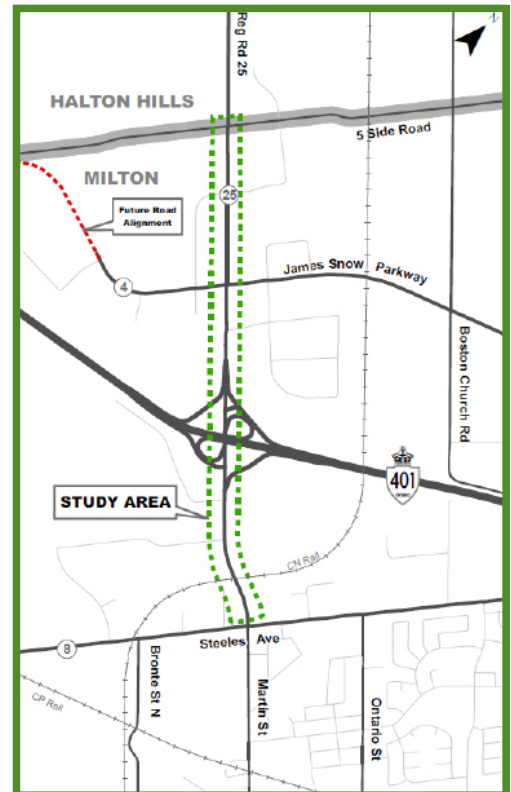 N
Reg Rd 25
HALTON HILLS
5 Side Road
MILTON
25
Future Road
Alignment
James Snow Parkway
4
Boston Church Rd
401
ONTARIO
STUDY AREA
CN Rail
Steeles Ave
8
Bronte St N
Martin St
Ontario St
CP Rail